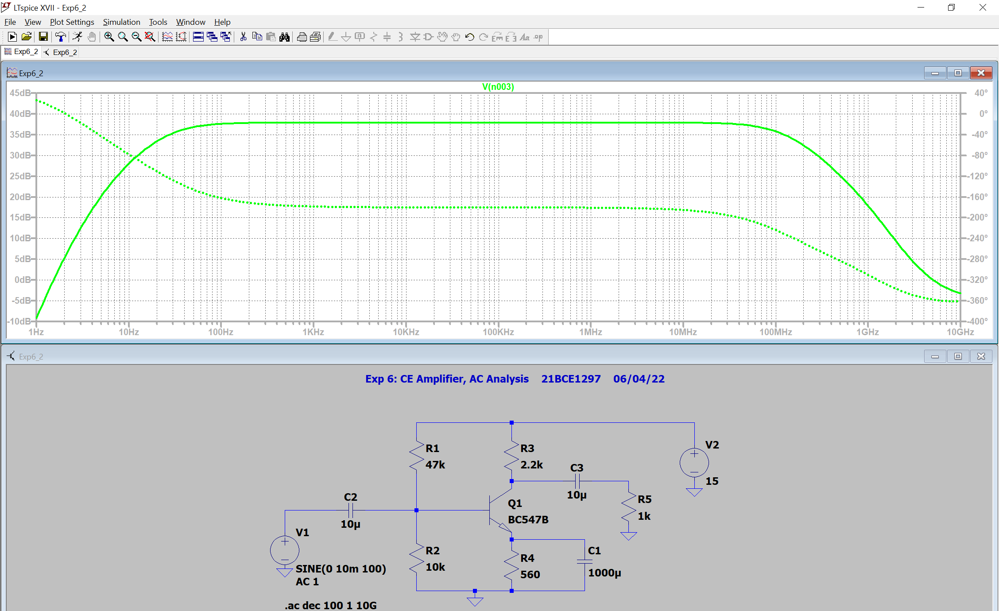 LTspice XVII - Exp6_2
File View Plot Settings Simulation Tools Window Help
Exp6_2 Exp6_2
Exp6_2
V(n003)
45dB 40°
40dB 0°
35dB -40°
30dB -80°
25dB -120°
20dB -160°
15dB -200°
10dB -240°
5dB -280°
0dB -320°
-5dB -360°
-10dB -400°
1Hz 10Hz 100Hz 1KHz 10KHz 100KHz 1MHz 10MHz 100MHz 1GHz 10GHz
Exp6_2
Exp 6: CE Amplifier, AC Analysis 21BCE1297 06/04/22
R1
47k
R3
2.2k
V2
15
C3
10µ
C2
10µ
Q1
BC547B
R5
1k
V1
SINE(0 10m 100)
AC 1
R2
10k
R4
560
C1
1000µ
.ac dec 100 1 10G